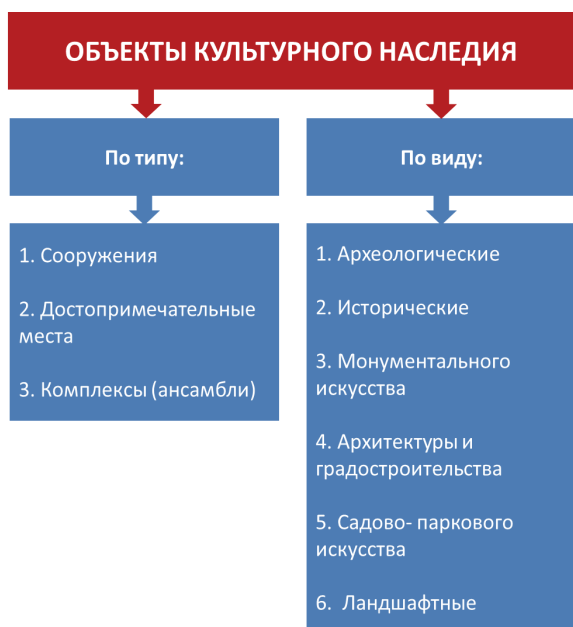 ОБЪЕКТЫ КУЛЬТУРНОГО НАСЛЕДИЯ
По типу:
1. Сооружения
2. Достопримечательные
места
3. Комплексы (ансамбли)
По виду:
1. Археологические
2. Исторические
3. Монументального
искусства
4. Архитектуры и
градостроительства
5. Садово- паркового
искусства
6. Ландшафтные